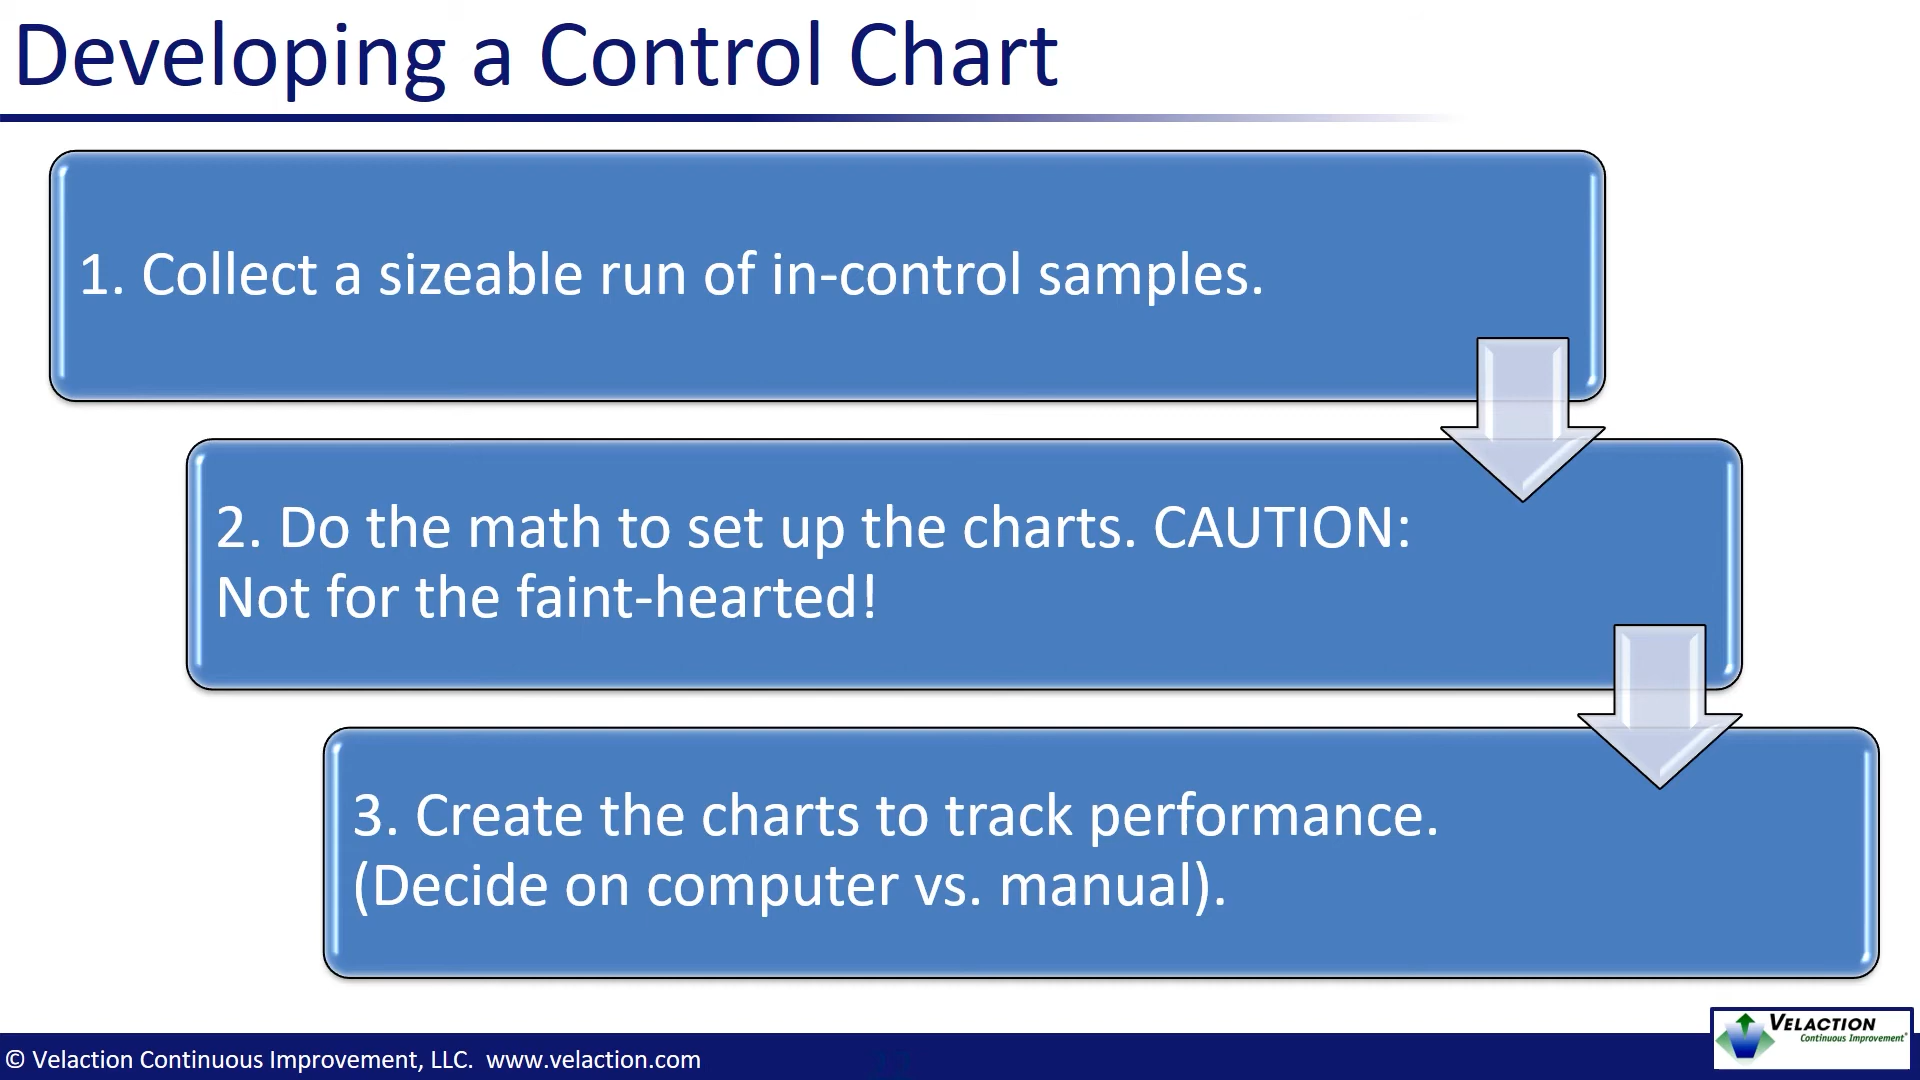 Developing a Control Chart
1. Collect a sizeable run of in-control samples.
2. Do the math to set up the charts. CAUTION:
Not for the faint-hearted!
3. Create the charts to track performance.
(Decide on computer vs. manual).
© Velaction Continuous Improvement, LLC.  www.velaction.com
VELACTION
Continuous Improvement